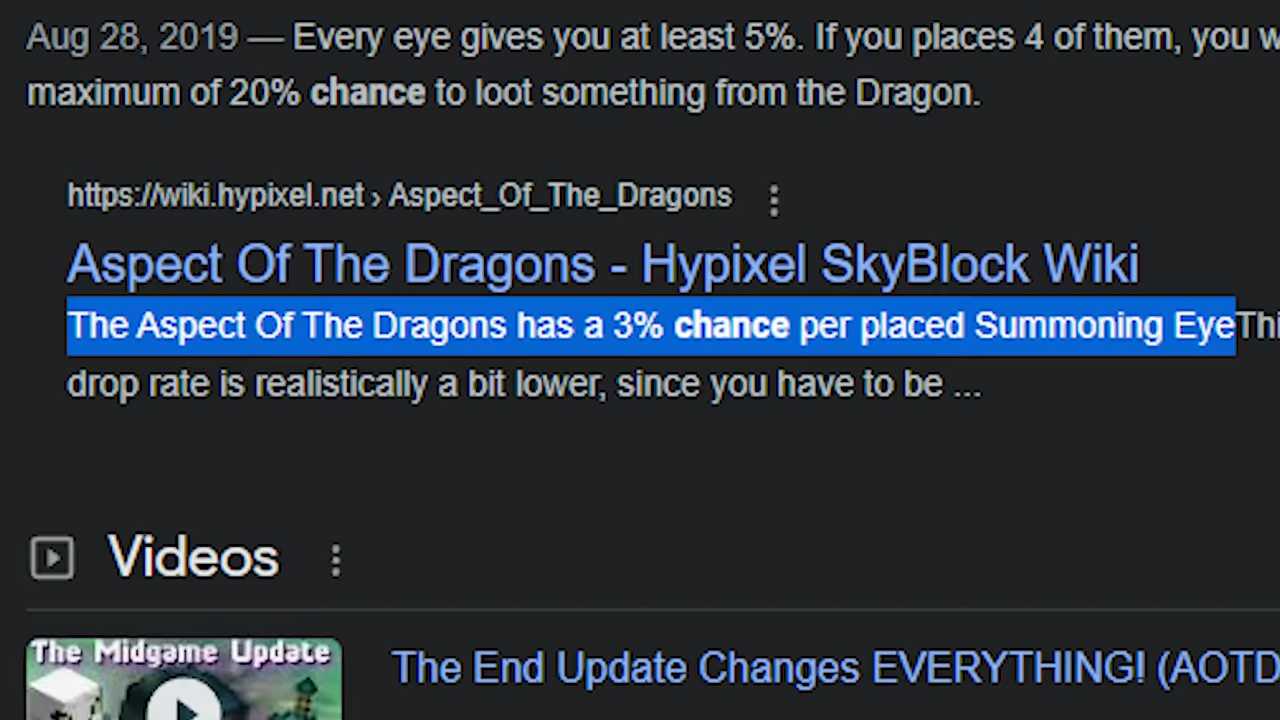 Aug 28, 2019 — Every eye gives you at least 5%. If you places 4 of them, you w
maximum of 20% chance to loot something from the Dragon.
https://wiki.hypixel.net › Aspect_Of_The_Dragons
Aspect Of The Dragons - Hypixel SkyBlock Wiki
The Aspect Of The Dragons has a 3% chance per placed Summoning EyeThi
drop rate is realistically a bit lower, since you have to be ...
Videos
The Midgame Update
The End Update Changes EVERYTHING! (AOTD